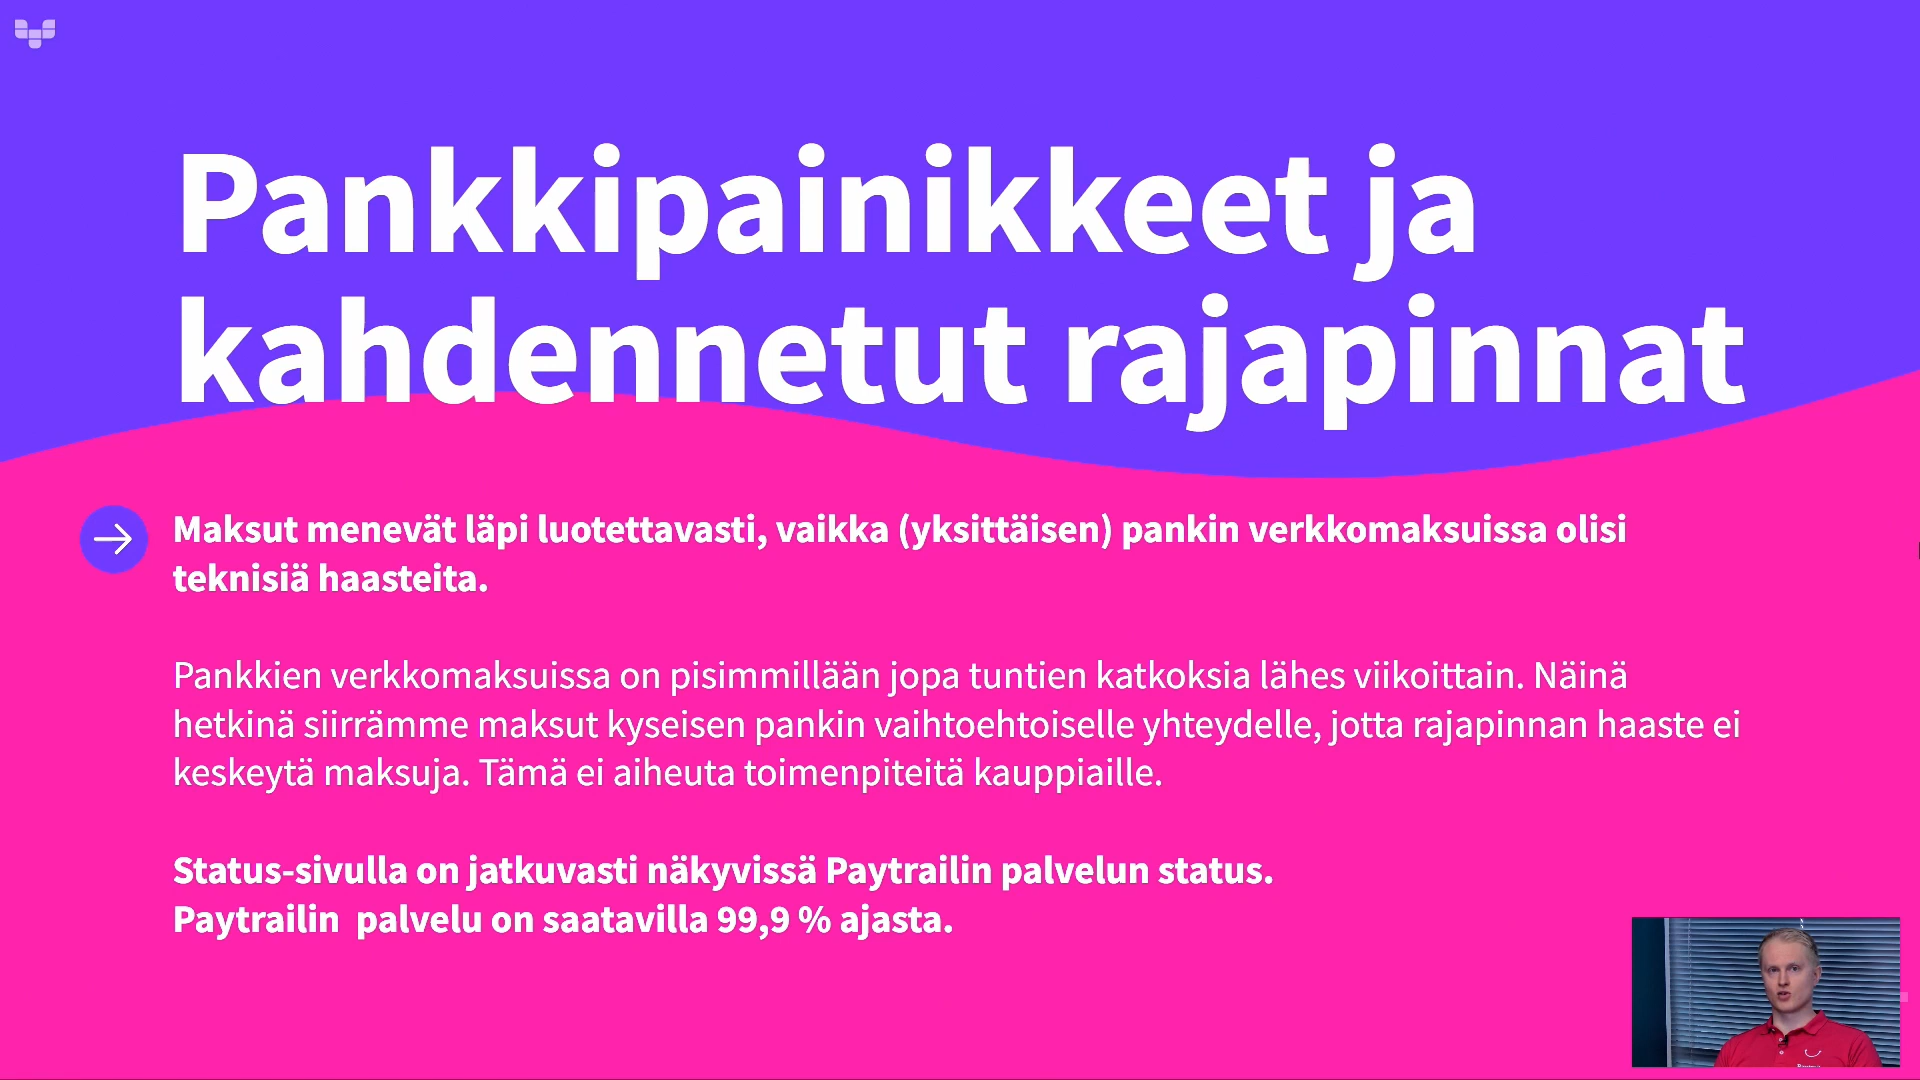 Pankkipainikkeet ja
kahdennetut rajapinnat
Maksut menevät läpi luotettavasti, vaikka (yksittäisen) pankin verkkomaksuissa olisi
teknisiä haasteita.
Pankkien verkkomaksuissa on pisimmillään jopa tuntien katkoksia lähes viikoittain. Näinä
hetkinä siirrämme maksut kyseisen pankin vaihtoehtoiselle yhteydelle, jotta rajapinnan haaste ei
keskeytä maksuja. Tämä ei aiheuta toimenpiteitä kauppiaille.
Status-sivulla on jatkuvasti näkyvissä Paytrailin palvelun status.
Paytrailin  palvelu on saatavilla 99,9 % ajasta.